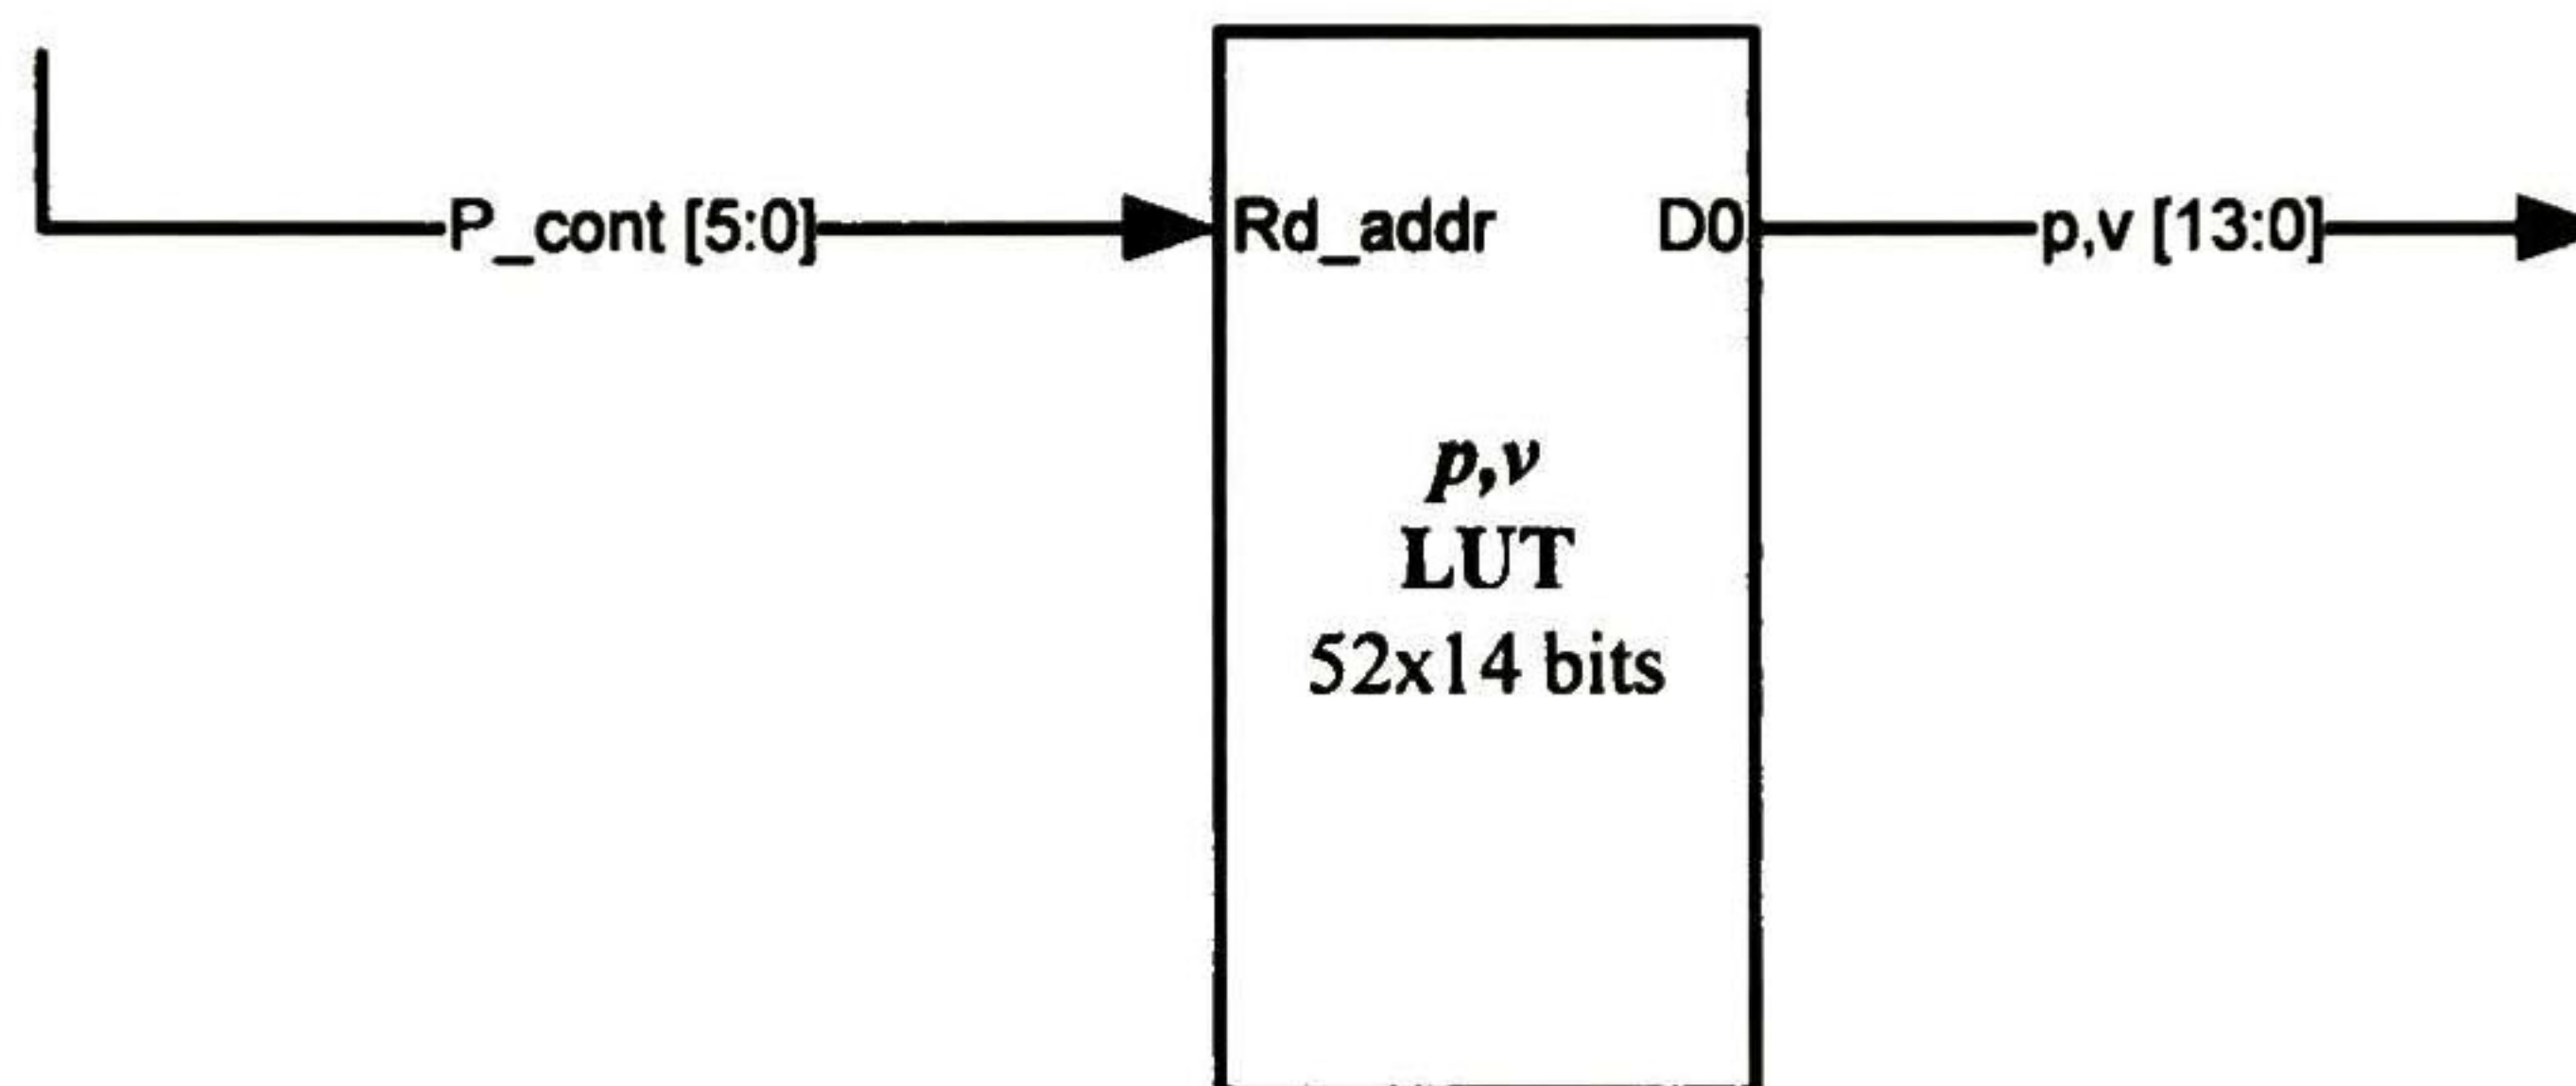 P_cont [5:0] Rd_addr D0 p,v [13:0]
p,v
LUT
52x14 bits